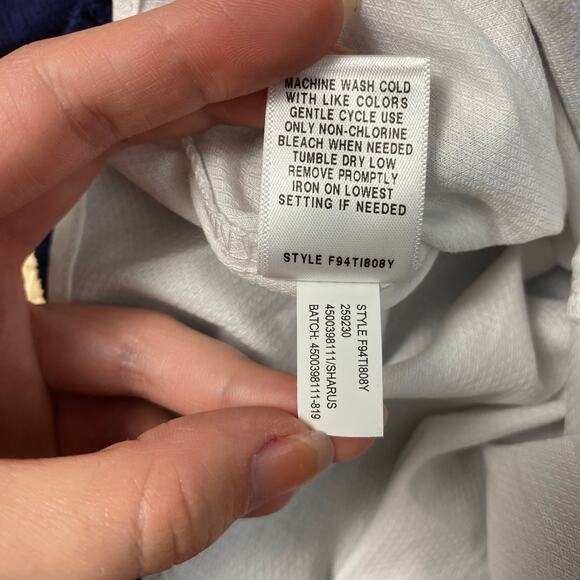 MACHINE WASH COLD
WITH LIKE COLORS
GENTLE CYCLE USE
ONLY NON-CHLORINE
BLEACH WHEN NEEDED
TUMBLE DRY LOW
REMOVE PROMPTLY
IRON ON LOWEST
SETTING IF NEEDED
STYLE F94TI808Y
STYLE F94TI808Y
259230
4500398111/SHARUS
BATCH: 4500398111-819